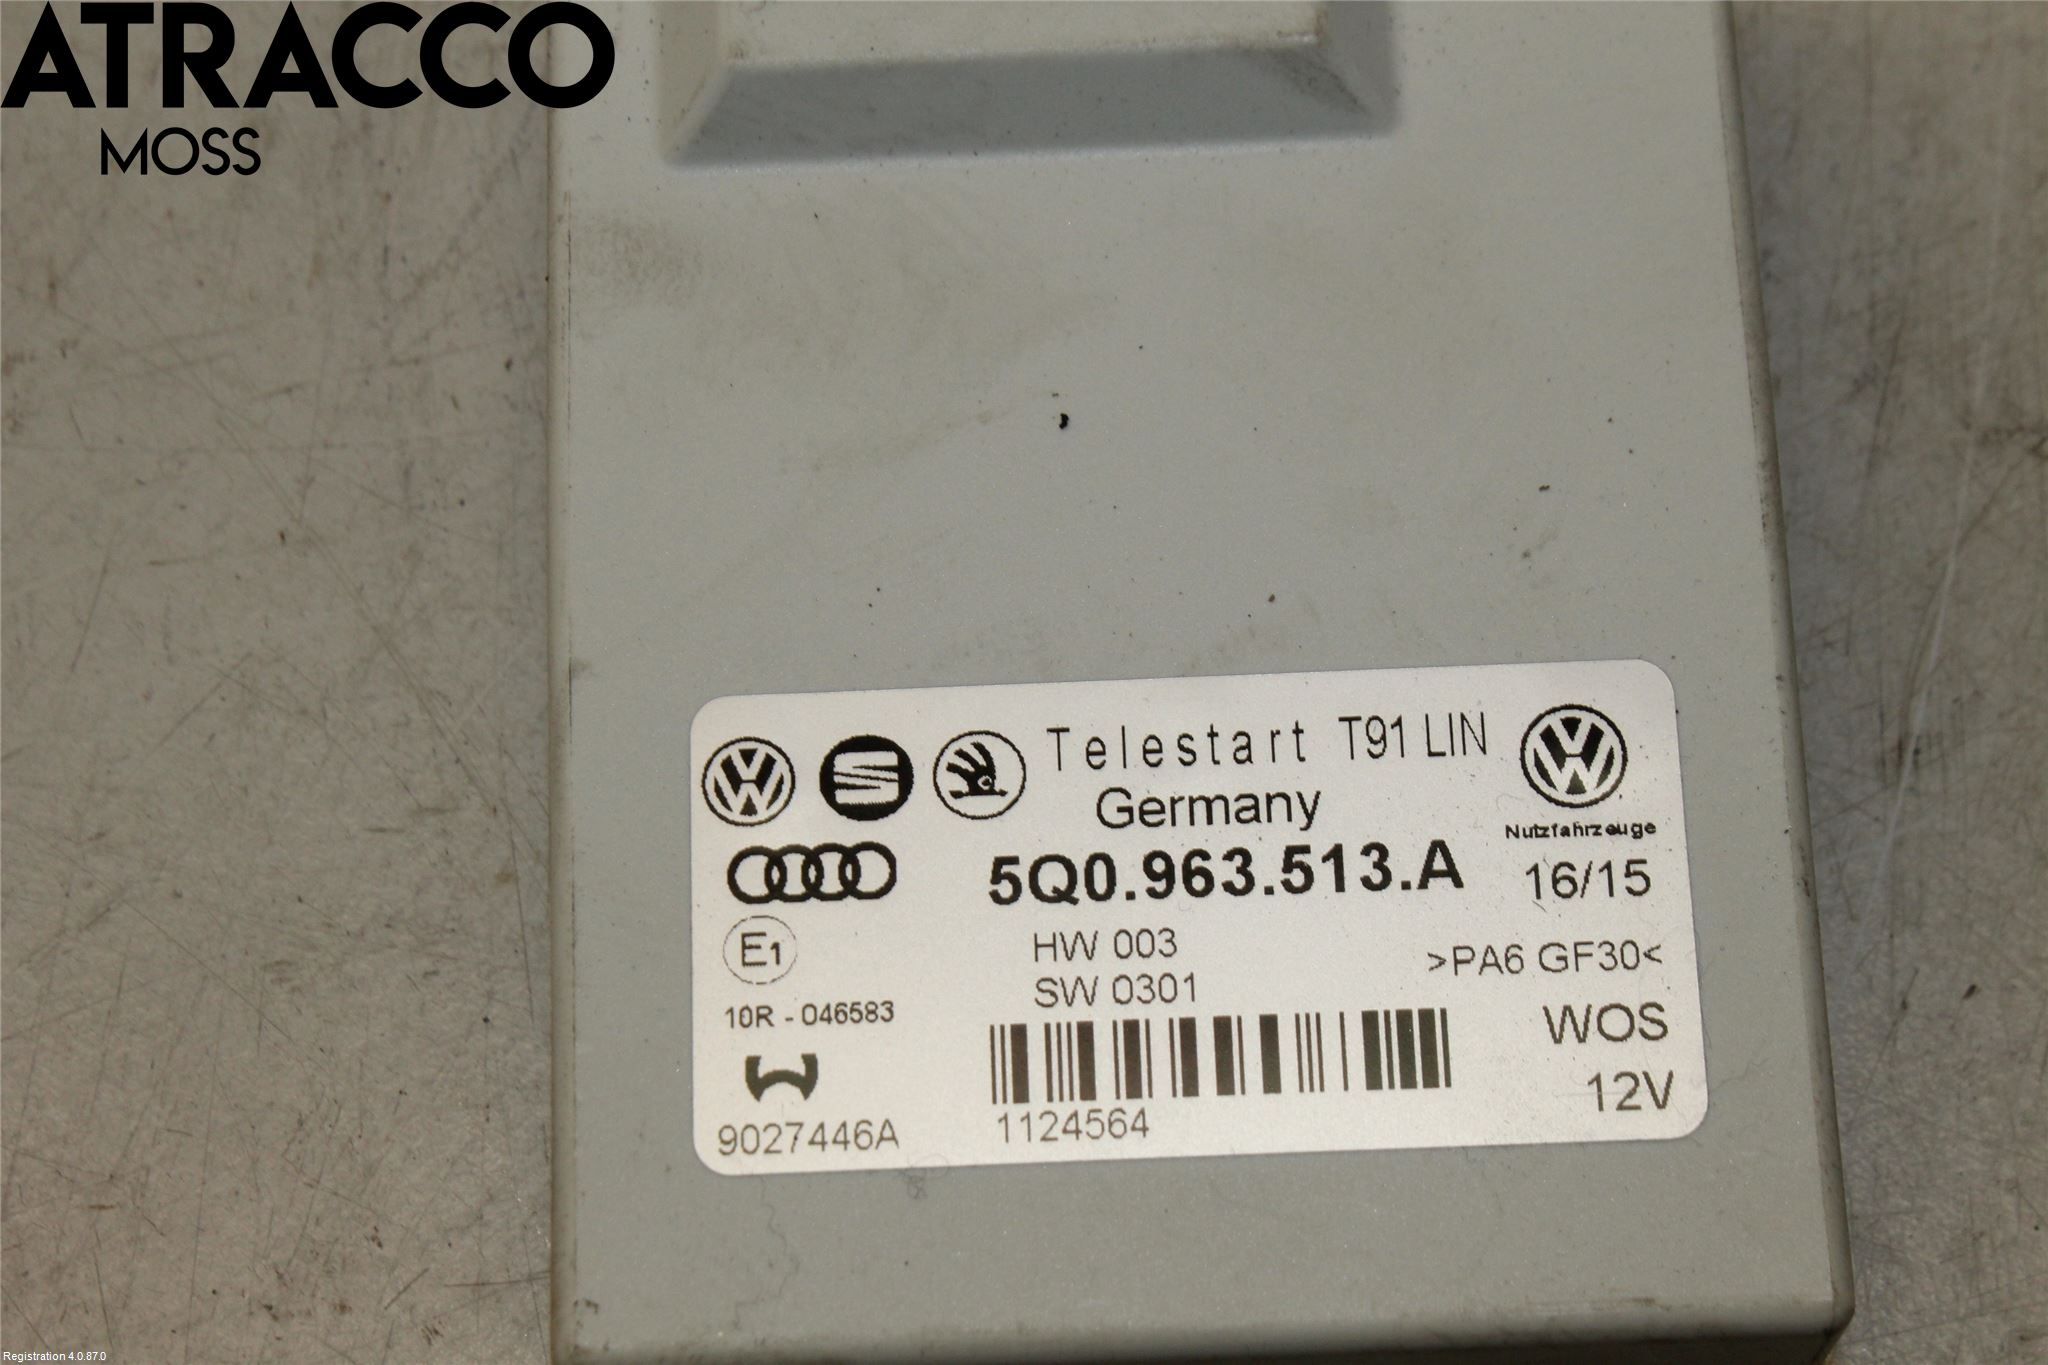 ATRACCO
MOSS
Telestart T91 LIN
Germany
Nutzfahrzeuge
5Q0.963.513.A
16/15
E1
HW 003
>PA6 GF30<
SW 0301
10R - 046583
WOS
12V
9027446A
1124564
Registration 4.0.87.0